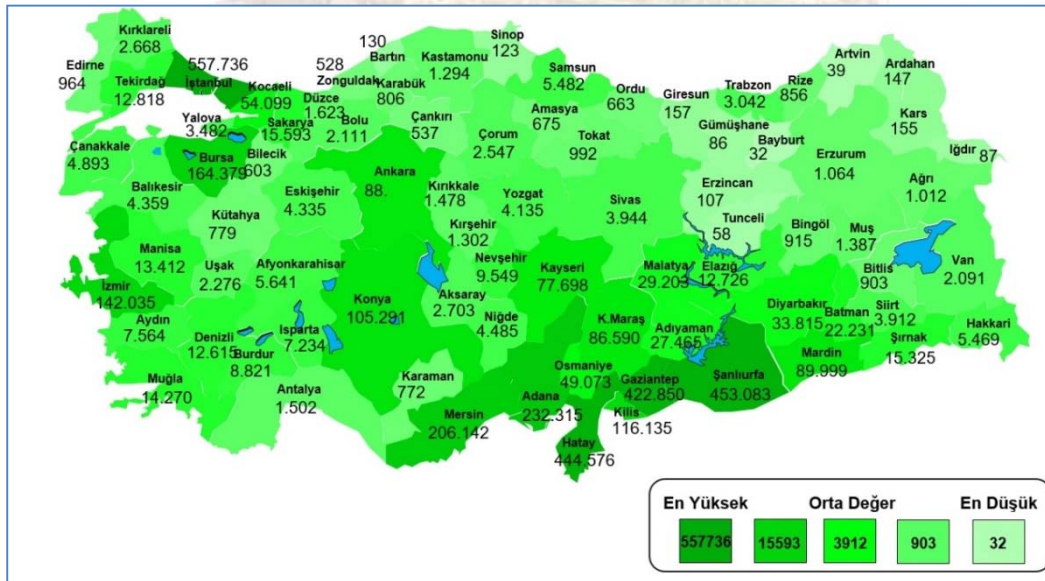 Kırklareli
2.668
Edirne
964
Tekirdağ
12.818
557.736
İstanbul
Kocaeli
54.099
Yalova
3.482
Sakarya
15.593
Düzce
1.623
528
Zonguldak
130
Bartın
Karabük
806
Bolu
2.111
Kastamonu
1.294
Sinop
123
Çankırı
537
Samsun
5.482
Amasya
675
Çorum
2.547
Tokat
992
Ordu
663
Giresun
157
Trabzon
3.042
Rize
856
Artvin
39
Ardahan
147
Kars
155
Gümüşhane
86
Bayburt
32
Erzurum
1.064
Iğdır 87
Ağrı
1.012
Çanakkale
4.893
Bursa
164.379
Bilecik
603
Balıkesir
4.359
Kütahya
779
Eskişehir
4.335
Ankara
88.
Kırıkkale
1.478
Yozgat
4.135
Kırşehir
1.302
Sivas
3.944
Erzincan
107
Tunceli
58
Bingöl
915
Muş
1.387
Bitlis
903
Van
2.091
Manisa
13.412
Uşak
2.276
Afyonkarahisar
5.641
İzmir
142.035
Aydın
7.564
Denizli
12.615
Isparta
7.234
Burdur
8.821
Muğla
14.270
Antalya
1.502
Konya
105.291
Aksaray
2.703
Nevşehir
9.549
Niğde
4.485
Kayseri
77.698
Karaman
772
Mersin
206.142
Adana
232.315
Osmaniye
49.073
K.Maraş
86.590
Malatya
29.203
Elazığ
12.726
Adıyaman
27.465
Gaziantep
422.850
Kilis
116.135
Hatay
444.576
Şanlıurfa
453.083
Diyarbakır
33.815
Batman
22.231
Siirt
3.912
Mardin
89.999
Şırnak
15.325
Hakkari
5.469
En Yüksek Orta Değer En Düşük
557736 15593 3912 903 32